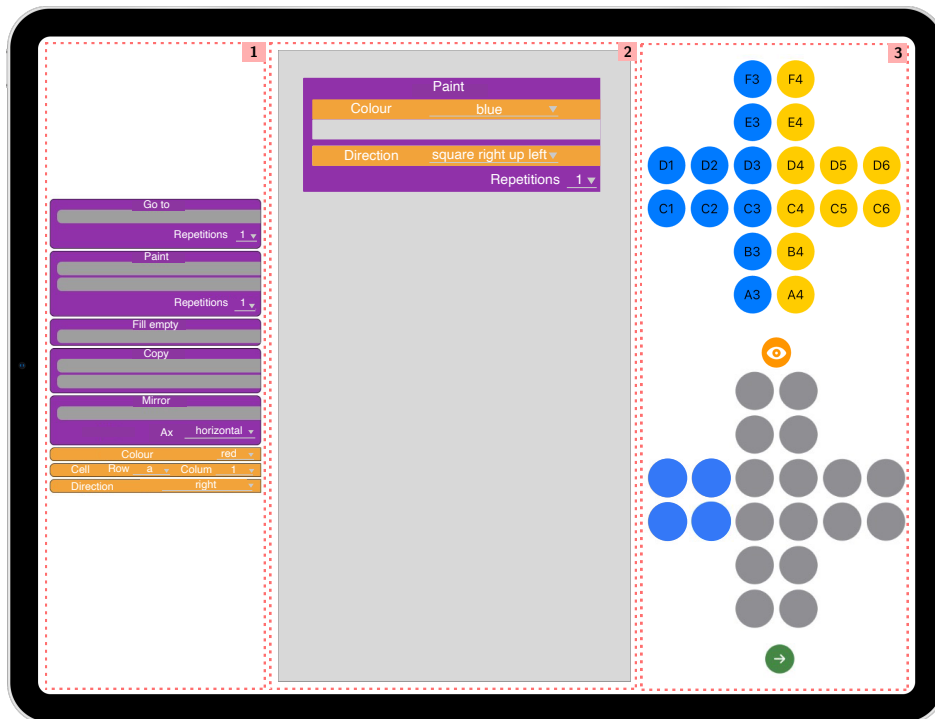 1
Go to
Repetitions 1
Paint
Repetitions 1
Fill empty
Copy
Mirror
Ax horizontal
Colour red
Cell Row a Colum 1
Direction right
2
Paint
Colour blue
Direction square right up left
Repetitions 1
3
F3 F4
E3 E4
D1 D2 D3 D4 D5 D6
C1 C2 C3 C4 C5 C6
B3 B4
A3 A4